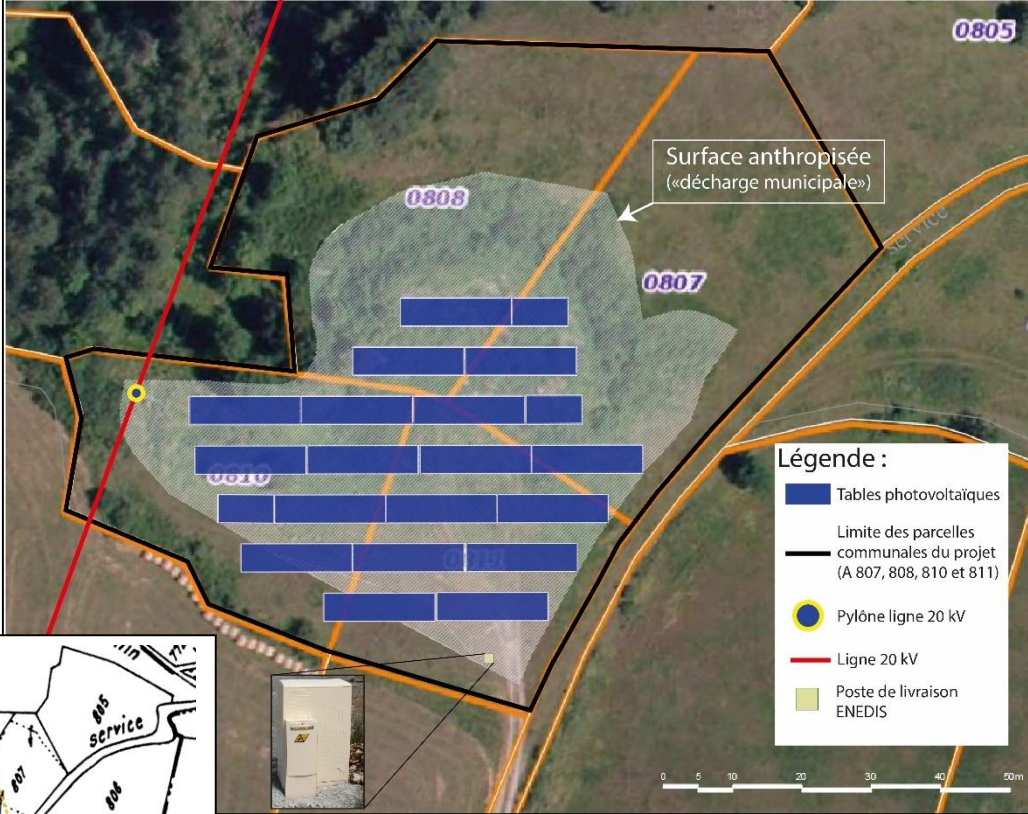 0805
Surface anthropisée
(«décharge municipale»)
0808
service
0807
0810
0811
Légende :
Tables photovoltaïques
Limite des parcelles
communales du projet
(A 807, 808, 810 et 811)
Pylône ligne 20 kV
Ligne 20 kV
Poste de livraison
ENEDIS
805
service
807
806
0 5 10 20 30 40 50m